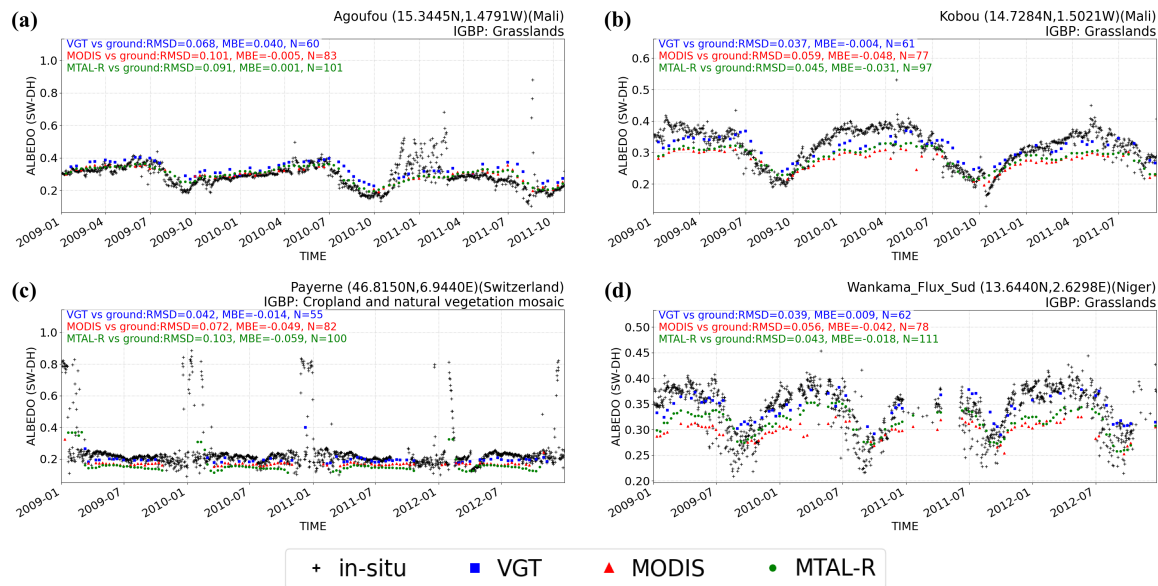 (a)
Agoufou (15.3445N,1.4791W)(Mali)
IGBP: Grasslands
VGT vs ground:RMSD=0.068, MBE=0.040, N=60
MODIS vs ground:RMSD=0.101, MBE=-0.005, N=83
MTAL-R vs ground:RMSD=0.091, MBE=0.001, N=101
ALBEDO (SW-DH)
1.0
0.8
0.6
0.4
0.2
2009-01
2009-04
2009-07
2009-10
2010-01
2010-04
2010-07
2010-10
2011-01
2011-04
2011-07
2011-10
TIME
(b)
Kobou (14.7284N,1.5021W)(Mali)
IGBP: Grasslands
VGT vs ground:RMSD=0.037, MBE=-0.004, N=61
MODIS vs ground:RMSD=0.059, MBE=-0.048, N=77
MTAL-R vs ground:RMSD=0.045, MBE=-0.031, N=97
ALBEDO (SW-DH)
0.6
0.5
0.4
0.3
0.2
2009-01
2009-04
2009-07
2009-10
2010-01
2010-04
2010-07
2010-10
2011-01
2011-04
2011-07
TIME
(c)
Payerne (46.8150N,6.9440E)(Switzerland)
IGBP: Cropland and natural vegetation mosaic
VGT vs ground:RMSD=0.042, MBE=-0.014, N=55
MODIS vs ground:RMSD=0.072, MBE=-0.049, N=82
MTAL-R vs ground:RMSD=0.103, MBE=-0.059, N=100
ALBEDO (SW-DH)
1.0
0.8
0.6
0.4
0.2
2009-01
2009-07
2010-01
2010-07
2011-01
2011-07
2012-01
2012-07
TIME
(d)
Wankama_Flux_Sud (13.6440N,2.6298E)(Niger)
IGBP: Grasslands
VGT vs ground:RMSD=0.039, MBE=0.009, N=62
MODIS vs ground:RMSD=0.056, MBE=-0.042, N=78
MTAL-R vs ground:RMSD=0.043, MBE=-0.018, N=111
ALBEDO (SW-DH)
0.50
0.45
0.40
0.35
0.30
0.25
0.20
2009-01
2009-07
2010-01
2010-07
2011-01
2011-07
2012-01
2012-07
TIME
in-situ
VGT
MODIS
MTAL-R